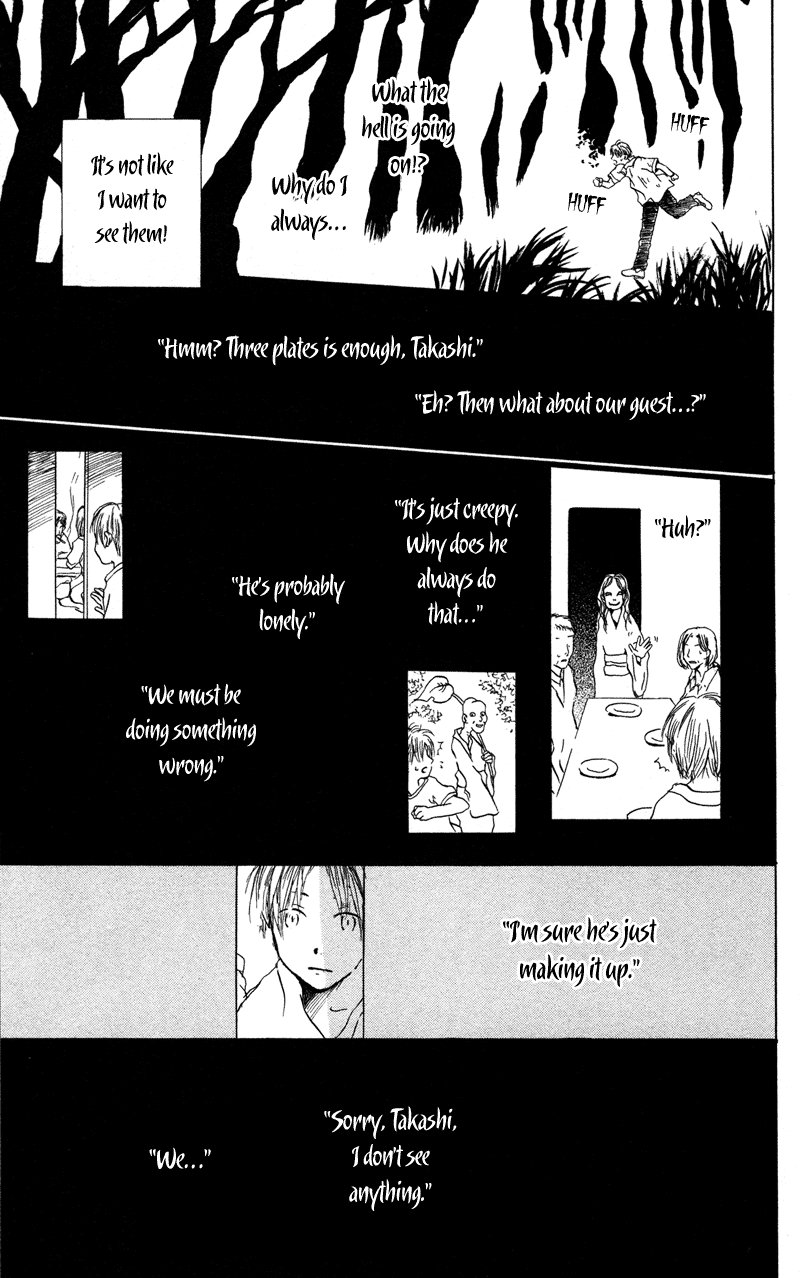 What the
hell is going
on!?
HUFF
HUFF
Why do I
always...
It's not like
I want to
see them!
"Hmm? Three plates is enough, Takashi."
"Eh? Then what about our guest...?"
"Huh?"
"It's just creepy.
Why does he
always do
that..."
"He's probably
lonely."
"We must be
doing something
wrong."
"I'm sure he's just
making it up."
"Sorry, Takashi,
I don't see
anything."
"We..."